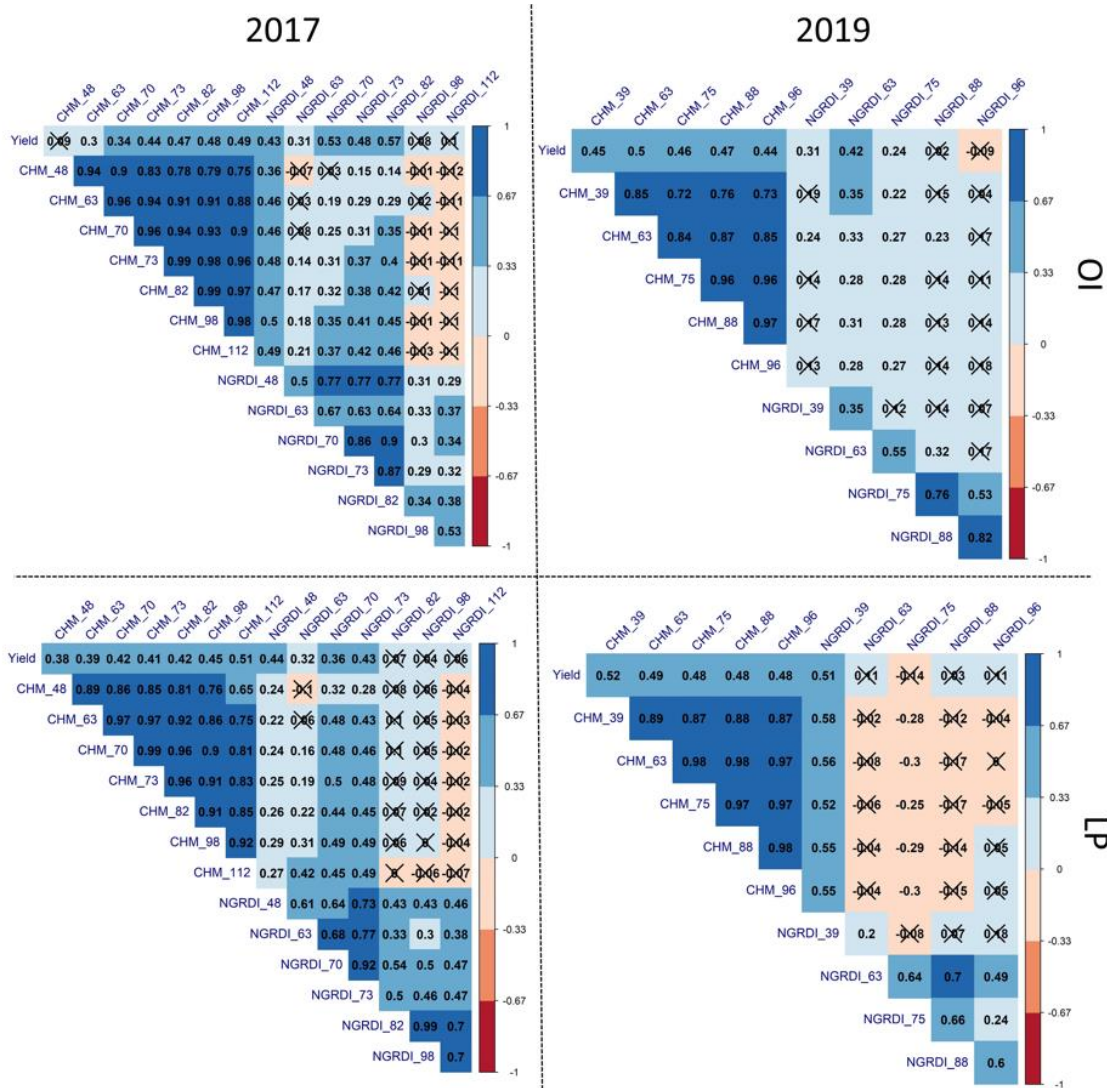 2017
2019
CHM_48 CHM_63 CHM_70 CHM_73 CHM_82 CHM_98 CHM_112 NGRDI_48 NGRDI_63 NGRDI_70 NGRDI_73 NGRDI_82 NGRDI_98 NGRDI_112
Yield 0.09 0.3 0.34 0.44 0.47 0.48 0.49 0.43 0.31 0.53 0.48 0.57 0.08 0.1
CHM_48 0.94 0.9 0.83 0.78 0.79 0.75 0.36 -0.07 0.03 0.15 0.14 -0.01 -0.12
CHM_63 0.96 0.94 0.91 0.91 0.88 0.46 0.03 0.19 0.29 0.29 0.02 -0.11
CHM_70 0.96 0.94 0.93 0.9 0.46 0.08 0.25 0.31 0.35 -0.01 -0.1
CHM_73 0.99 0.98 0.96 0.48 0.14 0.31 0.37 0.4 -0.01 -0.11
CHM_82 0.99 0.97 0.47 0.17 0.32 0.38 0.42 0.01 -0.1
CHM_98 0.98 0.5 0.18 0.35 0.41 0.45 -0.01 -0.1
CHM_112 0.49 0.21 0.37 0.42 0.46 -0.03 -0.1
NGRDI_48 0.5 0.77 0.77 0.77 0.31 0.29
NGRDI_63 0.67 0.63 0.64 0.33 0.37
NGRDI_70 0.86 0.9 0.3 0.34
NGRDI_73 0.87 0.29 0.32
NGRDI_82 0.34 0.38
NGRDI_98 0.53
1
0.67
0.33
0
-0.33
-0.67
-1
CHM_39 CHM_63 CHM_75 CHM_88 CHM_96 NGRDI_39 NGRDI_63 NGRDI_75 NGRDI_88 NGRDI_96
Yield 0.45 0.5 0.46 0.47 0.44 0.31 0.42 0.24 0.02 -0.09
CHM_39 0.85 0.72 0.76 0.73 0.19 0.35 0.22 0.15 0.04
CHM_63 0.84 0.87 0.85 0.24 0.33 0.27 0.23 0.17
CHM_75 0.96 0.96 0.14 0.28 0.28 0.14 0.11
CHM_88 0.97 0.17 0.31 0.28 0.13 0.14
CHM_96 0.13 0.28 0.27 0.14 0.18
NGRDI_39 0.35 0.12 0.14 0.07
NGRDI_63 0.55 0.32 0.17
NGRDI_75 0.76 0.53
NGRDI_88 0.82
1
0.67
0.33
0
-0.33
-0.67
-1
OI
CHM_48 CHM_63 CHM_70 CHM_73 CHM_82 CHM_98 CHM_112 NGRDI_48 NGRDI_63 NGRDI_70 NGRDI_73 NGRDI_82 NGRDI_98 NGRDI_112
Yield 0.38 0.39 0.42 0.41 0.42 0.45 0.51 0.44 0.32 0.36 0.43 0.07 0.04 0.06
CHM_48 0.89 0.86 0.85 0.81 0.76 0.65 0.24 -0.1 0.32 0.28 0.08 0.06 -0.04
CHM_63 0.97 0.97 0.92 0.86 0.75 0.22 0.06 0.48 0.43 0.1 0.05 -0.03
CHM_70 0.99 0.96 0.9 0.81 0.24 0.16 0.48 0.46 0.1 0.05 -0.02
CHM_73 0.96 0.91 0.83 0.25 0.19 0.5 0.48 0.09 0.04 -0.02
CHM_82 0.91 0.85 0.26 0.22 0.44 0.45 0.07 0.02 -0.02
CHM_98 0.92 0.29 0.31 0.49 0.49 0.06 0 -0.04
CHM_112 0.27 0.42 0.45 0.49 0 -0.06 -0.07
NGRDI_48 0.61 0.64 0.73 0.43 0.43 0.46
NGRDI_63 0.68 0.77 0.33 0.3 0.38
NGRDI_70 0.92 0.54 0.5 0.47
NGRDI_73 0.5 0.46 0.47
NGRDI_82 0.99 0.7
NGRDI_98 0.7
1
0.67
0.33
0
-0.33
-0.67
-1
CHM_39 CHM_63 CHM_75 CHM_88 CHM_96 NGRDI_39 NGRDI_63 NGRDI_75 NGRDI_88 NGRDI_96
Yield 0.52 0.49 0.48 0.48 0.48 0.51 0.11 -0.14 0.03 0.11
CHM_39 0.89 0.87 0.88 0.87 0.58 -0.02 -0.28 -0.12 -0.04
CHM_63 0.98 0.98 0.97 0.56 -0.08 -0.3 -0.17 0
CHM_75 0.97 0.97 0.52 -0.06 -0.25 -0.17 -0.05
CHM_88 0.98 0.55 -0.04 -0.29 -0.14 0.05
CHM_96 0.55 -0.04 -0.3 -0.15 0.05
NGRDI_39 0.2 -0.08 0.07 0.18
NGRDI_63 0.64 0.7 0.49
NGRDI_75 0.66 0.24
NGRDI_88 0.6
1
0.67
0.33
0
-0.33
-0.67
-1
LP